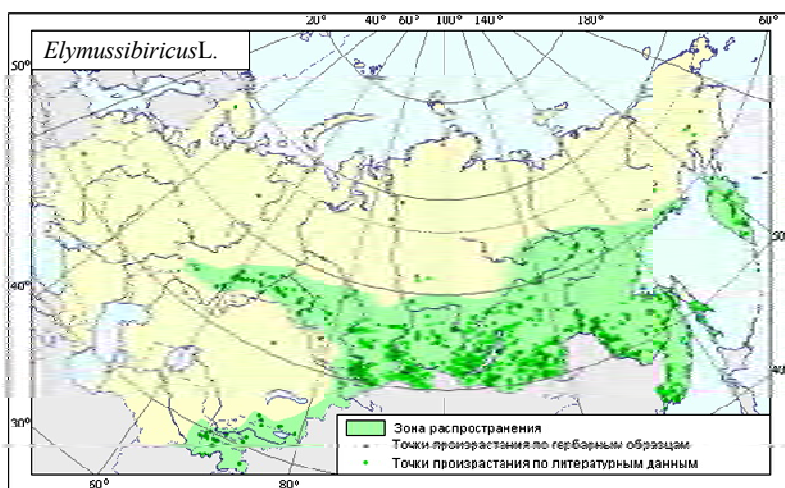 20° 40° 60° 100° 140° 180° 60°
ElymussibiricusL.
50°
50°
40°
40°
30°
Зона распространения
Точки произрастания по гербарным образцам
Точки произрастания по литературным данным
60° 80°